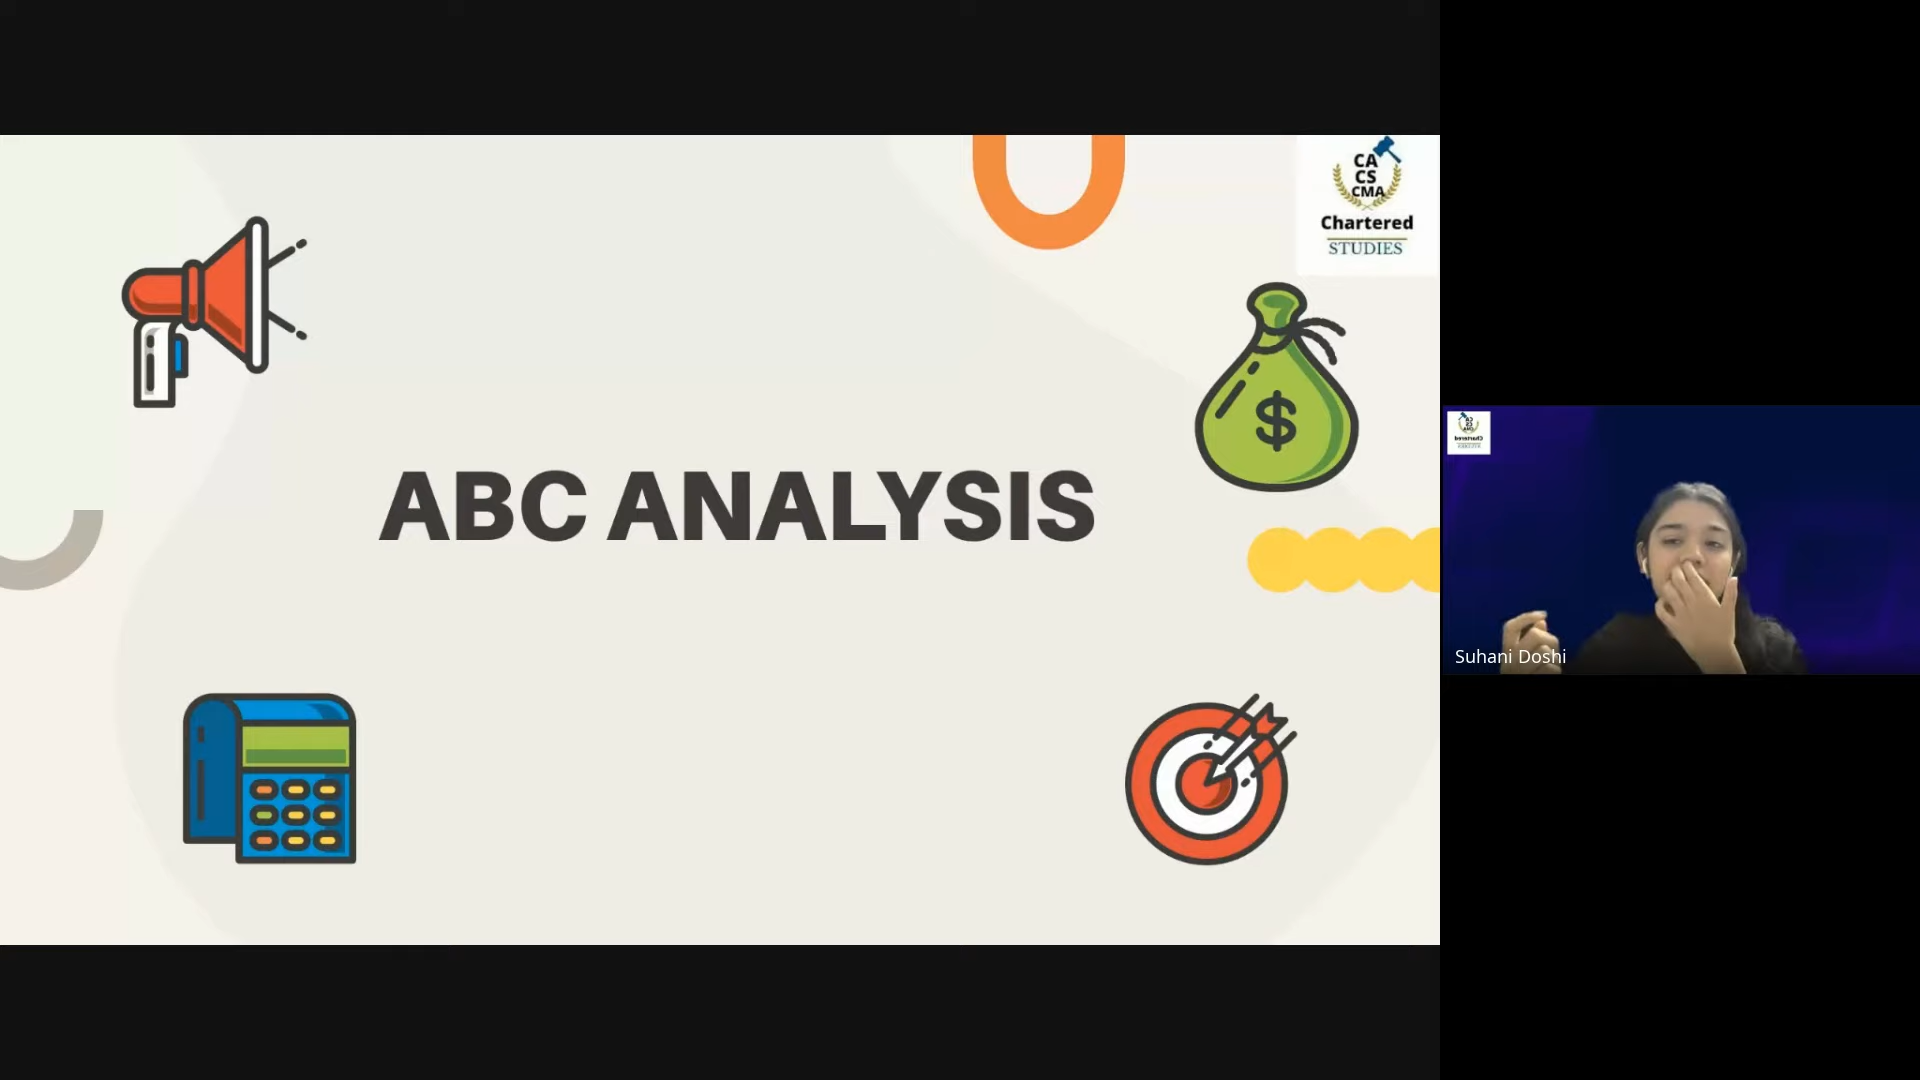 CA
CS
CMA
Chartered
STUDIES
$
ABC ANALYSIS
Suhani Doshi